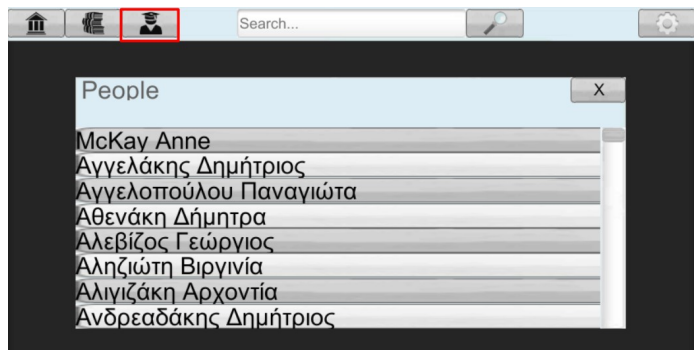 Search...
People
X
McKay Anne
Αγγελάκης Δημήτριος
Αγγελοπούλου Παναγιώτα
Αθενάκη Δήμητρα
Αλεβίζος Γεώργιος
Αληζιώτη Βιργινία
Αλιγιζάκη Αρχοντία
Ανδρεαδάκης Δημήτριος